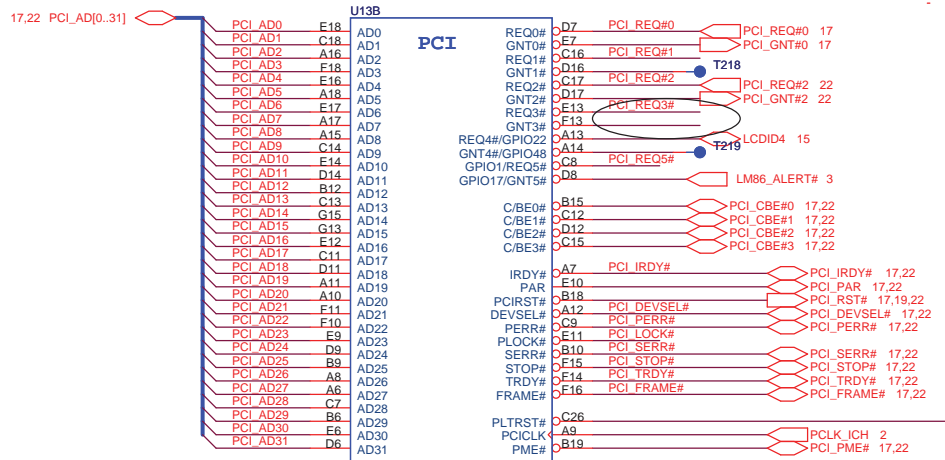 U13B
17,22 PCI_AD[0..31]
PCI
PCI_AD0 E18 AD0
PCI_AD1 C18 AD1
PCI_AD2 A16 AD2
PCI_AD3 F18 AD3
PCI_AD4 E16 AD4
PCI_AD5 A18 AD5
PCI_AD6 E17 AD6
PCI_AD7 A17 AD7
PCI_AD8 A15 AD8
PCI_AD9 C14 AD9
PCI_AD10 E14 AD10
PCI_AD11 D14 AD11
PCI_AD12 B12 AD12
PCI_AD13 C13 AD13
PCI_AD14 G15 AD14
PCI_AD15 G13 AD15
PCI_AD16 E12 AD16
PCI_AD17 C11 AD17
PCI_AD18 D11 AD18
PCI_AD19 A11 AD19
PCI_AD20 A10 AD20
PCI_AD21 F11 AD21
PCI_AD22 F10 AD22
PCI_AD23 E9 AD23
PCI_AD24 D9 AD24
PCI_AD25 B9 AD25
PCI_AD26 A8 AD26
PCI_AD27 A6 AD27
PCI_AD28 C7 AD28
PCI_AD29 B6 AD29
PCI_AD30 E6 AD30
PCI_AD31 D6 AD31
REQ0# D7 PCI_REQ#0 PCI_REQ#0 17
GNT0# E7 PCI_GNT#0 17
REQ1# C16 PCI_REQ#1
GNT1# D16 T218
REQ2# C17 PCI_REQ#2 PCI_REQ#2 22
GNT2# D17 PCI_GNT#2 22
REQ3# E13 PCI_REQ3#
GNT3# F13
REQ4#/GPIO22 A13 LCDID4 15
GNT4#/GPIO48 A14 T219
GPIO1/REQ5# C8 PCI_REQ5#
GPIO17/GNT5# D8 LM86_ALERT# 3
C/BE0# B15 PCI_CBE#0 17,22
C/BE1# C12 PCI_CBE#1 17,22
C/BE2# D12 PCI_CBE#2 17,22
C/BE3# C15 PCI_CBE#3 17,22
IRDY# A7 PCI_IRDY# PCI_IRDY# 17,22
PAR E10 PCI_PAR 17,22
PCIRST# B18 PCI_RST# 17,19,22
DEVSEL# A12 PCI_DEVSEL# PCI_DEVSEL# 17,22
PERR# C9 PCI_PERR# PCI_PERR# 17,22
PLOCK# E11 PCI_LOCK#
SERR# B10 PCI_SERR# PCI_SERR# 17,22
STOP# F15 PCI_STOP# PCI_STOP# 17,22
TRDY# F14 PCI_TRDY# PCI_TRDY# 17,22
FRAME# F16 PCI_FRAME# PCI_FRAME# 17,22
PLTRST# C26
PCICLK A9 PCLK_ICH 2
PME# B19 PCI_PME# 17,22